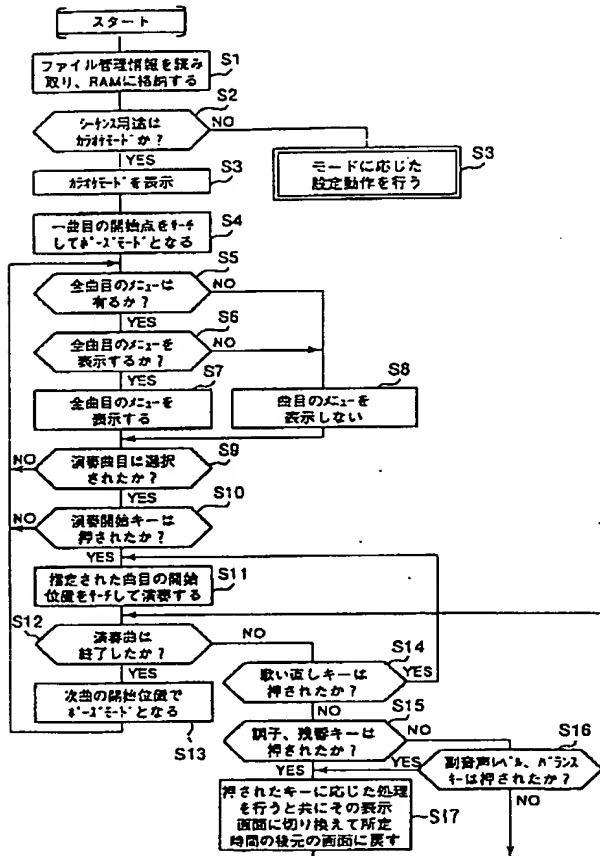 スタート
ファイル管理情報を読み
取り、RAMに格納する
S1
S2
シーケンス用途は
カラオケモードか?
NO
YES
カラオケモードを表示
S3
モードに応じた
設定動作を行う
S3
一曲目の開始点をサーチ
してポーズモードとなる
S4
S5
全曲目のメニューは
有るか?
NO
YES
S6
全曲目のメニューを
表示するか?
NO
YES
S7
全曲目のメニューを
表示する
S8
曲目のメニューを
表示しない
S9
NO
演奏曲目は選択
されたか?
YES
S10
NO
演奏開始キーは
押されたか?
YES
指定された曲目の開始
位置をサーチして演奏する
S11
S12
演奏曲は
終了したか?
NO
YES
次曲の開始位置で
ポーズモードとなる
S13
S14
歌い直しキーは
押されたか?
YES
NO
S15
調子、残響キーは
押されたか?
NO
YES
S16
副音声レベル、バランス
キーは押されたか?
YES
NO
押されたキーに応じた処理
を行うと共にその表示
画面に切り換えて所定
時間の後元の画面に戻す
S17